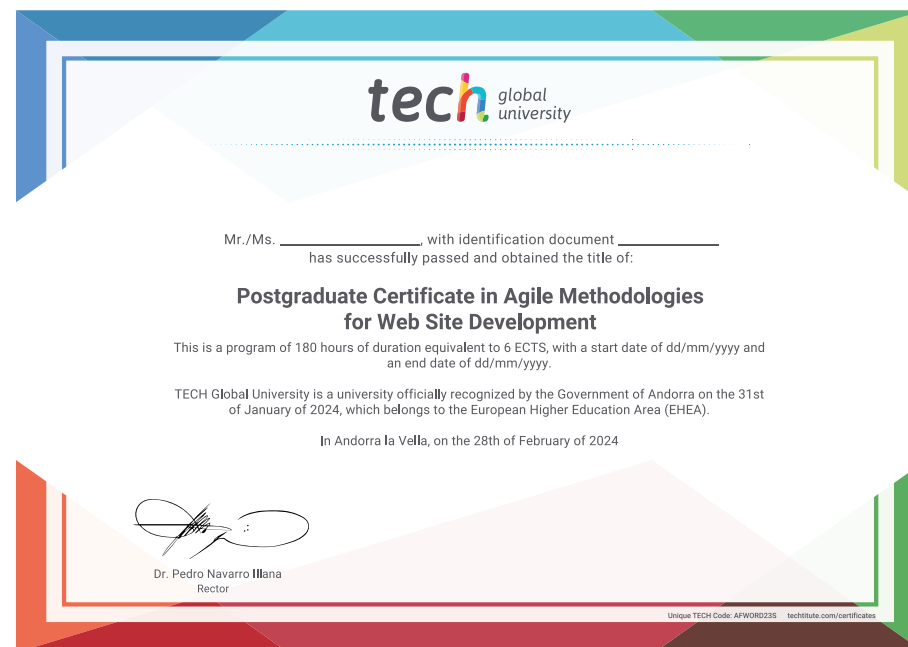 tech global
university
Mr./Ms. ____________________, with identification document ______________
has successfully passed and obtained the title of:
Postgraduate Certificate in Agile Methodologies
for Web Site Development
This is a program of 180 hours of duration equivalent to 6 ECTS, with a start date of dd/mm/yyyy and
an end date of dd/mm/yyyy.
TECH Global University is a university officially recognized by the Government of Andorra on the 31st
of January of 2024, which belongs to the European Higher Education Area (EHEA).
In Andorra la Vella, on the 28th of February of 2024
Dr. Pedro Navarro Illana
Rector
Unique TECH Code: AFWORD23S techtitute.com/certificates